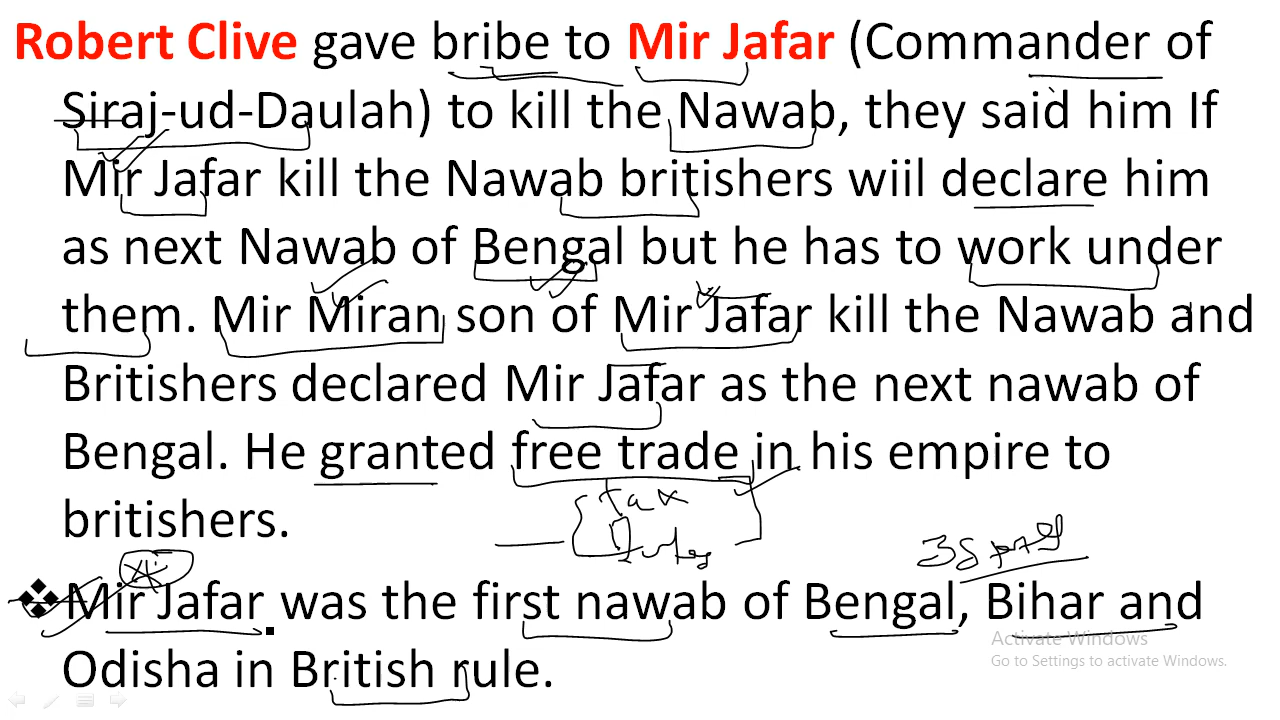 Robert Clive gave bribe to Mir Jafar (Commander of
Siraj-ud-Daulah) to kill the Nawab, they said him If
Mir Jafar kill the Nawab britishers wiil declare him
as next Nawab of Bengal but he has to work under
them. Mir Miran son of Mir Jafar kill the Nawab and
Britishers declared Mir Jafar as the next nawab of
Bengal. He granted free trade in his empire to
britishers.
tax
❖Mir Jafar was the first nawab of Bengal, Bihar and
Odisha in British rule.
Activate Windows
Go to Settings to activate Windows.